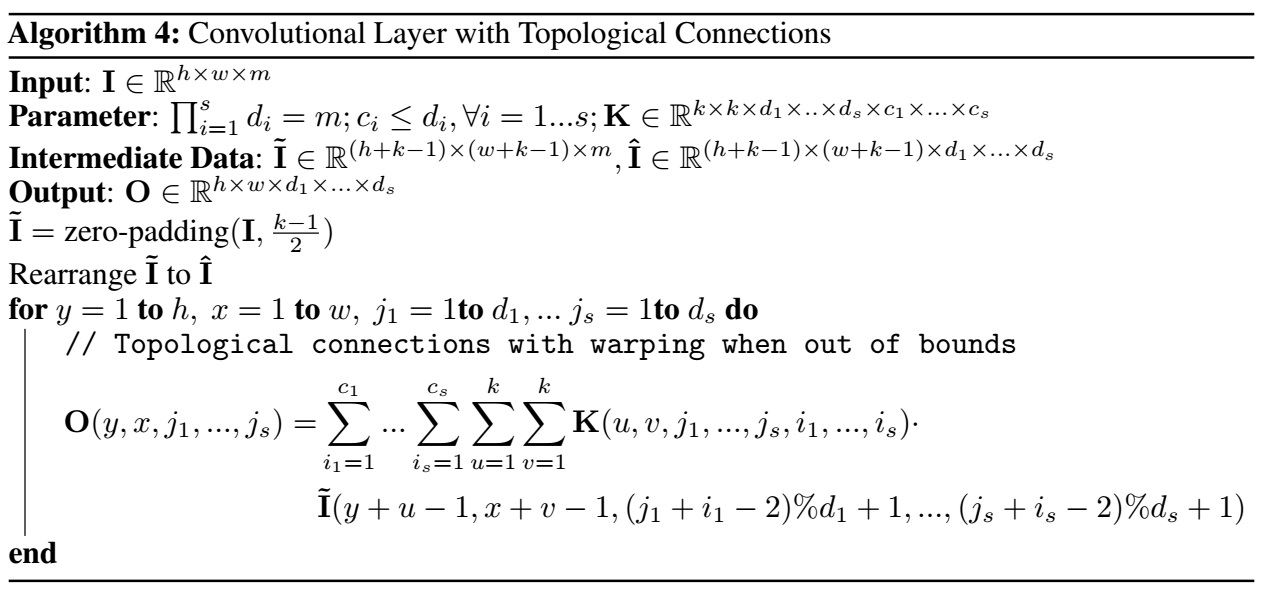 Algorithm 4: Convolutional Layer with Topological Connections
Input: $\mathbf{I} \in \mathbb{R}^{h \times w \times m}$
Parameter: $\prod_{i=1}^{s} d_i = m; c_i \leq d_i, \forall i = 1...s; \mathbf{K} \in \mathbb{R}^{k \times k \times d_1 \times .. \times d_s \times c_1 \times ... \times c_s}$
Intermediate Data: $\tilde{\mathbf{I}} \in \mathbb{R}^{(h+k-1) \times (w+k-1) \times m}, \hat{\mathbf{I}} \in \mathbb{R}^{(h+k-1) \times (w+k-1) \times d_1 \times ... \times d_s}$
Output: $\mathbf{O} \in \mathbb{R}^{h \times w \times d_1 \times ... \times d_s}$
$\tilde{\mathbf{I}} = \text{zero-padding}(\mathbf{I}, \frac{k-1}{2})$
Rearrange $\tilde{\mathbf{I}}$ to $\hat{\mathbf{I}}$
for $y = 1$ to $h$, $x = 1$ to $w$, $j_1 = 1$to $d_1$,... $j_s = 1$to $d_s$ do
// Topological connections with warping when out of bounds
$\mathbf{O}(y, x, j_1, ..., j_s) = \sum_{i_1=1}^{c_1} ... \sum_{i_s=1}^{c_s} \sum_{u=1}^{k} \sum_{v=1}^{k} \mathbf{K}(u, v, j_1, ..., j_s, i_1, ..., i_s) \cdot$
$\tilde{\mathbf{I}}(y + u - 1, x + v - 1, (j_1 + i_1 - 2)\%d_1 + 1, ..., (j_s + i_s - 2)\%d_s + 1)$
end